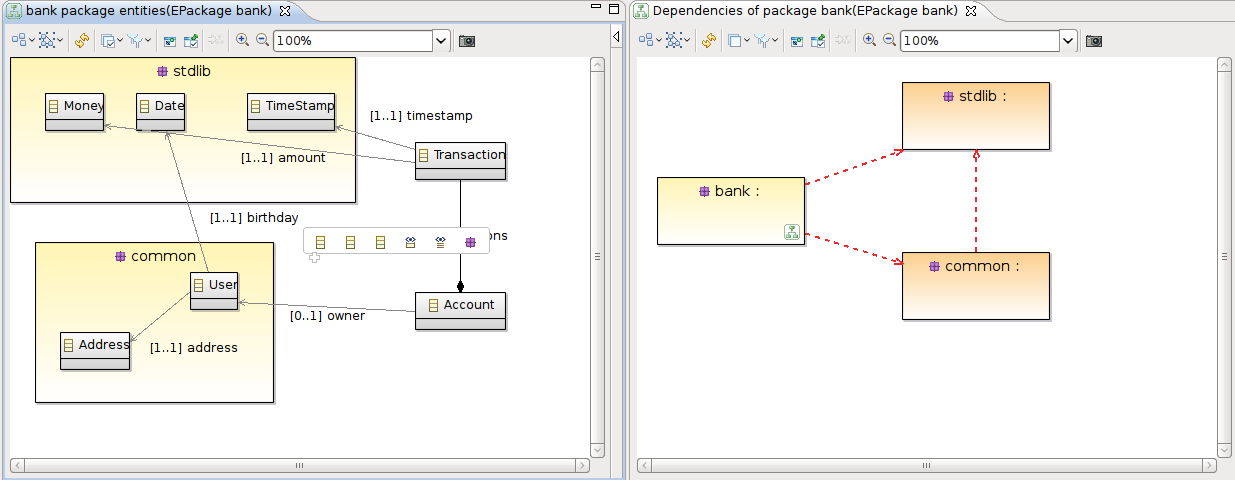 bank package entities(EPackage bank)
100%
stdlib
Money
Date
TimeStamp
[1..1] timestamp
[1..1] amount
Transaction
[1..1] birthday
ons
common
User
Account
[0..1] owner
Address
[1..1] address
Dependencies of package bank(EPackage bank)
100%
stdlib :
bank :
common :